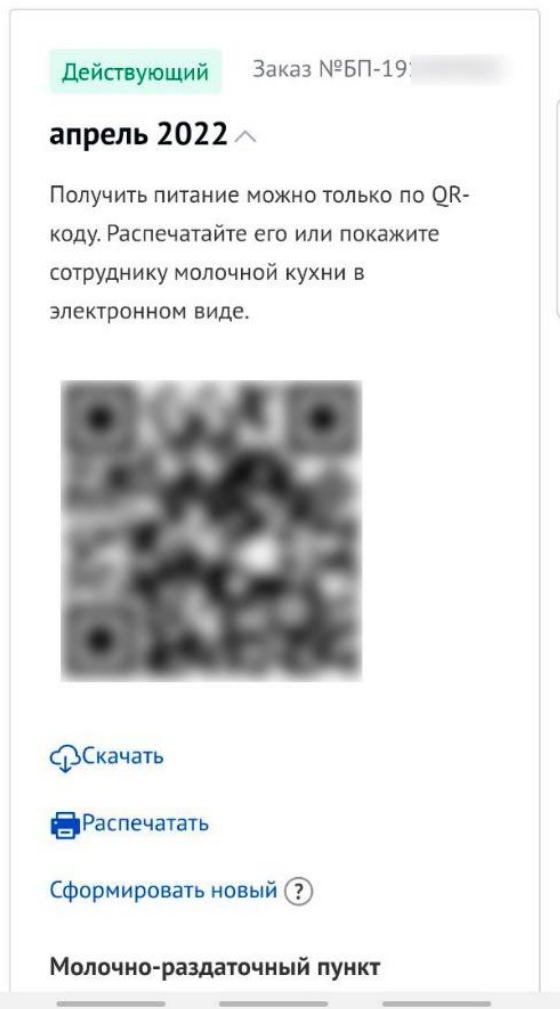 Действующий Заказ №БП-19
апрель 2022
Получить питание можно только по QR-
коду. Распечатайте его или покажите
сотруднику молочной кухни в
электронном виде.
Скачать
Распечатать
Сформировать новый ?
Молочно-раздаточный пункт